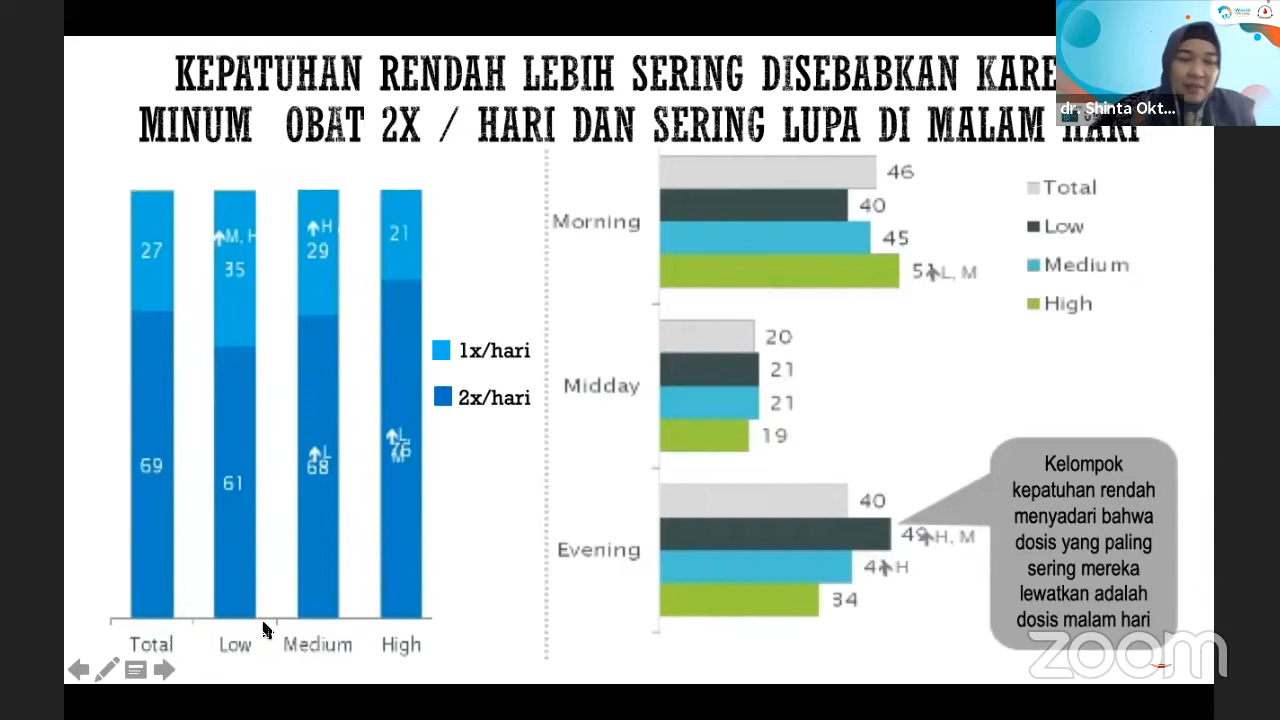 KEPATUHAN RENDAH LEBIH SERING DISEBABKAN KARE
MINUM OBAT 2X / HARI DAN SERING LUPA DI MALAM HARI
World
dr. Shinta Okt...
27
69
Total
↑M, H
35
61
Low
↑H
29
↑L
68
Medium
21
↑L
76
M
High
1x/hari
2x/hari
Morning
46
40
45
51↑L, M
Midday
20
21
21
19
Evening
40
49↑H, M
41↑H
34
Total
Low
Medium
High
Kelompok
kepatuhan rendah
menyadari bahwa
dosis yang paling
sering mereka
lewatkan adalah
dosis malam hari
zoom